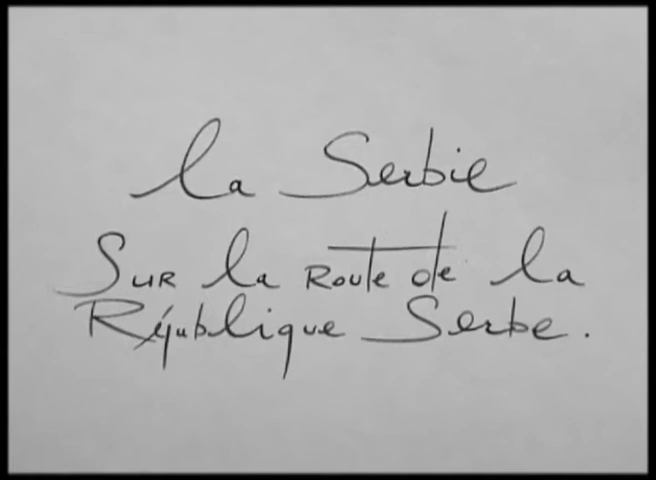 la Serbie
Sur la Route de la
République Serbe.